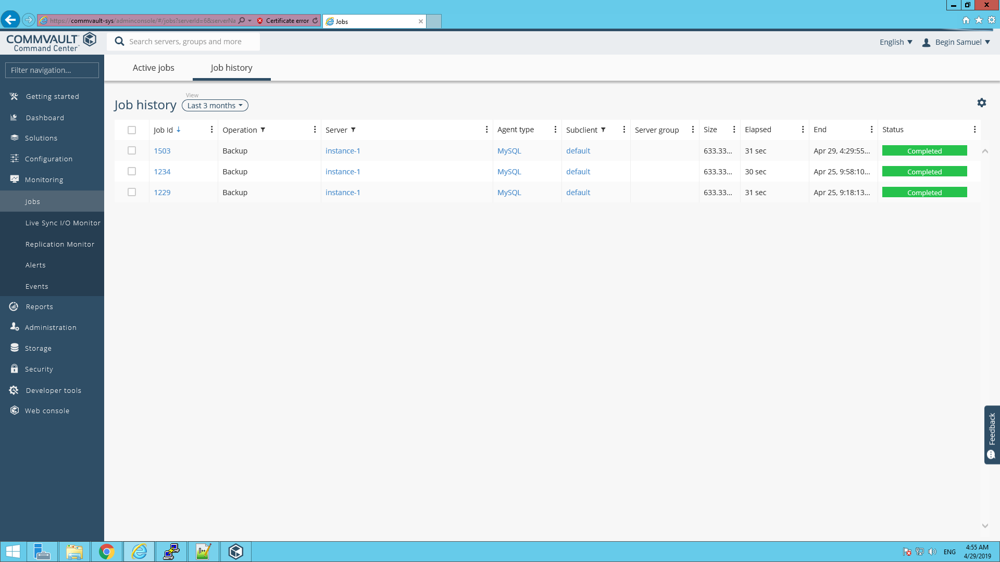 https://commvault-sys/adminconsole/#/jobs?serverId=6&serverNa
Certificate error
Jobs
COMMVAULT
Command Center™
Search servers, groups and more
English
Begin Samuel
Filter navigation...
Active jobs
Job history
Getting started
Dashboard
Solutions
Configuration
Monitoring
Jobs
Live Sync I/O Monitor
Replication Monitor
Alerts
Events
Reports
Administration
Storage
Security
Developer tools
Web console
View
Job history Last 3 months
Job Id Operation Server Agent type Subclient Server group Size Elapsed End Status
1503 Backup instance-1 MySQL default 633.33... 31 sec Apr 29, 4:29:55... Completed
1234 Backup instance-1 MySQL default 633.33... 30 sec Apr 25, 9:58:10... Completed
1229 Backup instance-1 MySQL default 633.33... 31 sec Apr 25, 9:18:13... Completed
Feedback
ENG
4:55 AM
4/29/2019